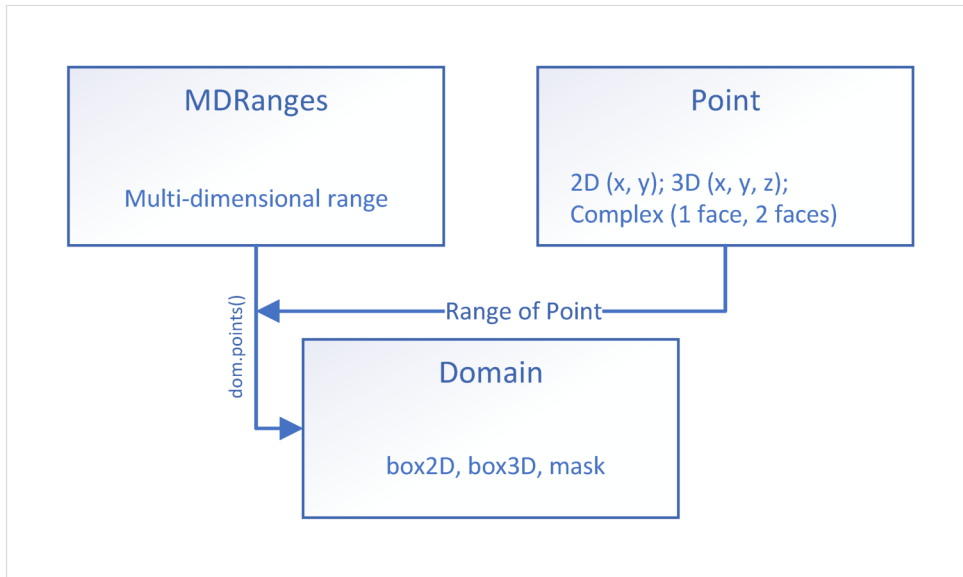 MDRanges
Multi-dimensional range
Point
2D (x, y); 3D (x, y, z);
Complex (1 face, 2 faces)
dom.points()
Range of Point
Domain
box2D, box3D, mask